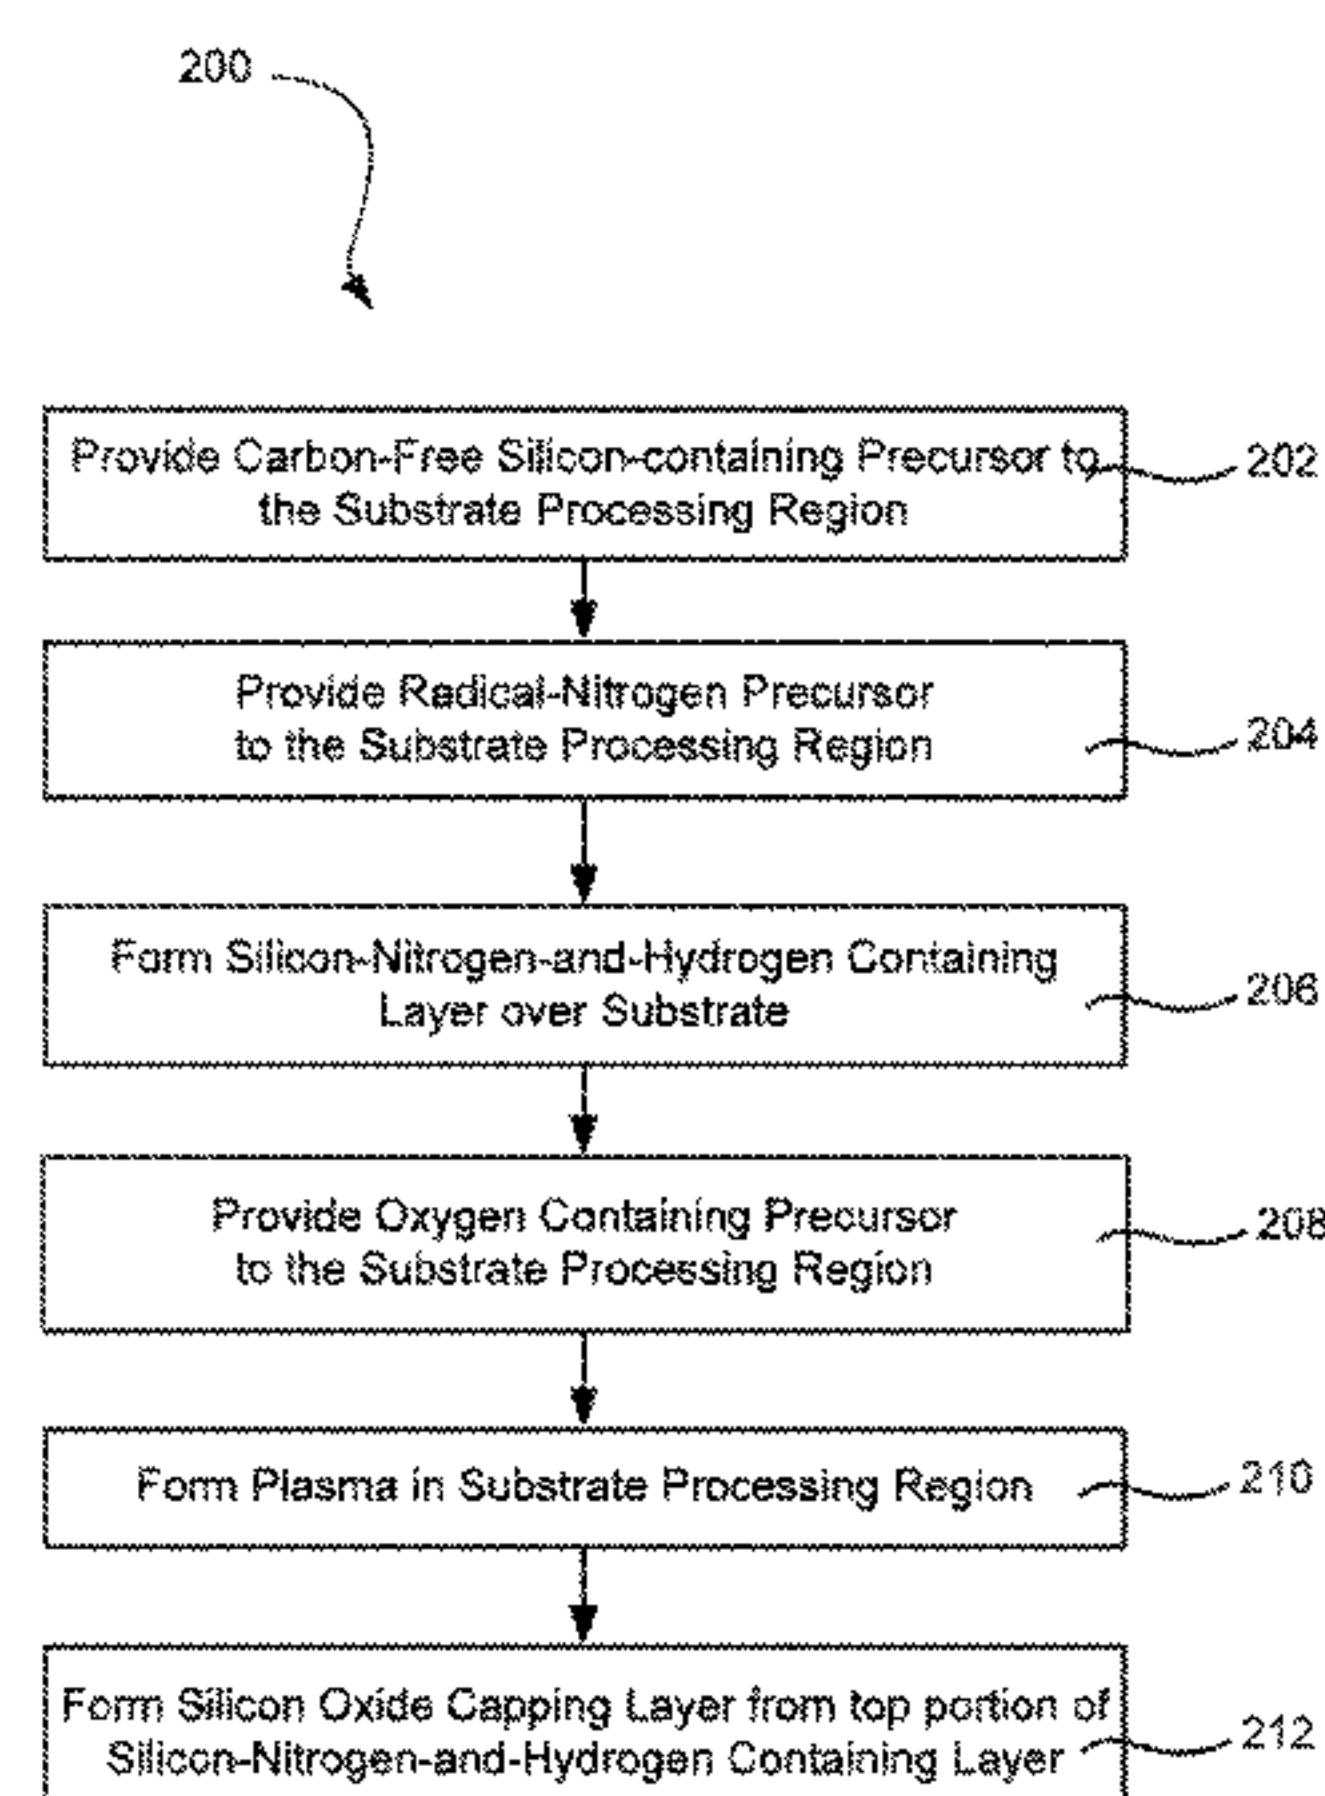 200
Provide Carbon-Free Silicon-containing Precursor to
the Substrate Processing Region
202
Provide Radical-Nitrogen Precursor
to the Substrate Processing Region
204
Form Silicon-Nitrogen-and-Hydrogen Containing
Layer over Substrate
206
Provide Oxygen Containing Precursor
to the Substrate Processing Region
208
Form Plasma in Substrate Processing Region
210
Form Silicon Oxide Capping Layer from top portion of
Silicon-Nitrogen-and-Hydrogen Containing Layer
212